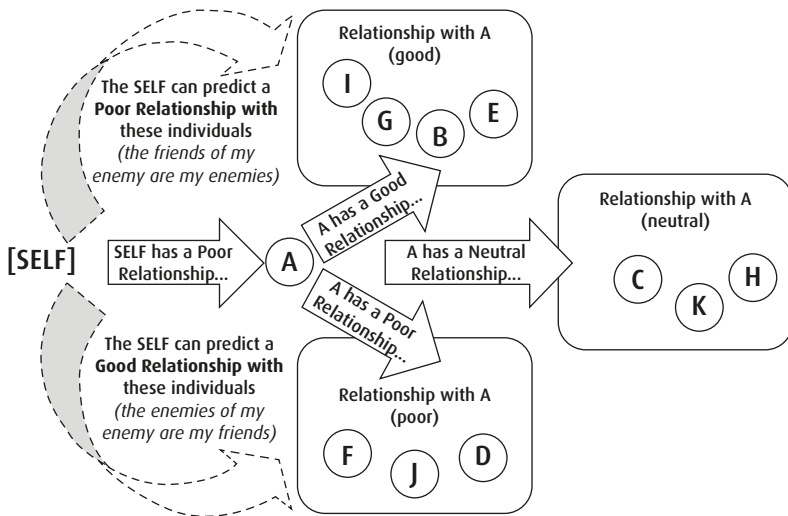 The SELF can predict a
Poor Relationship with
these individuals
(the friends of my
enemy are my enemies)
Relationship with A
(good)
I
G
B
E
[SELF]
SELF has a Poor
Relationship...
A
A has a Good
Relationship...
A has a Neutral
Relationship...
A has a Poor
Relationship...
Relationship with A
(neutral)
C
K
H
The SELF can predict a
Good Relationship with
these individuals
(the enemies of my
enemy are my friends)
Relationship with A
(poor)
F
J
D